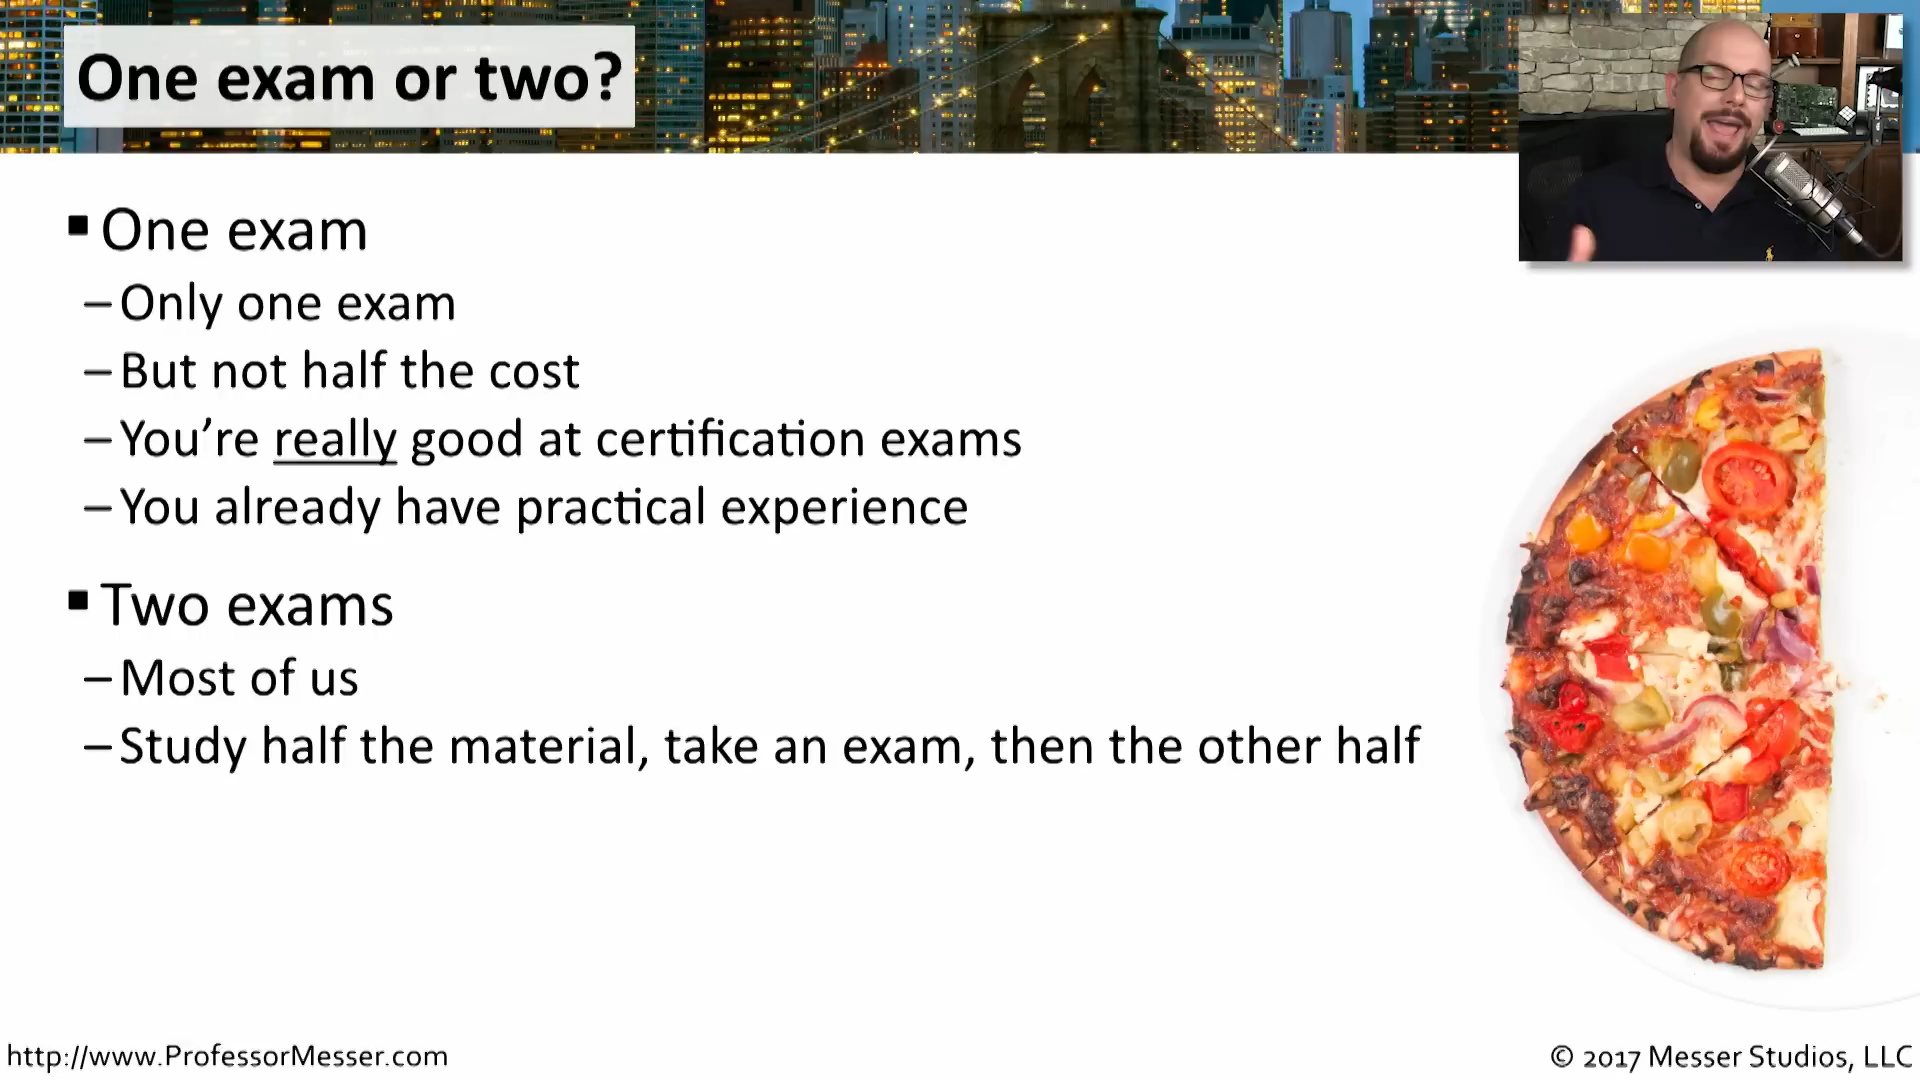 One exam or two?
▪ One exam
– Only one exam
– But not half the cost
– You’re really good at certification exams
– You already have practical experience
▪ Two exams
– Most of us
– Study half the material, take an exam, then the other half
http://www.ProfessorMesser.com
© 2017 Messer Studios, LLC